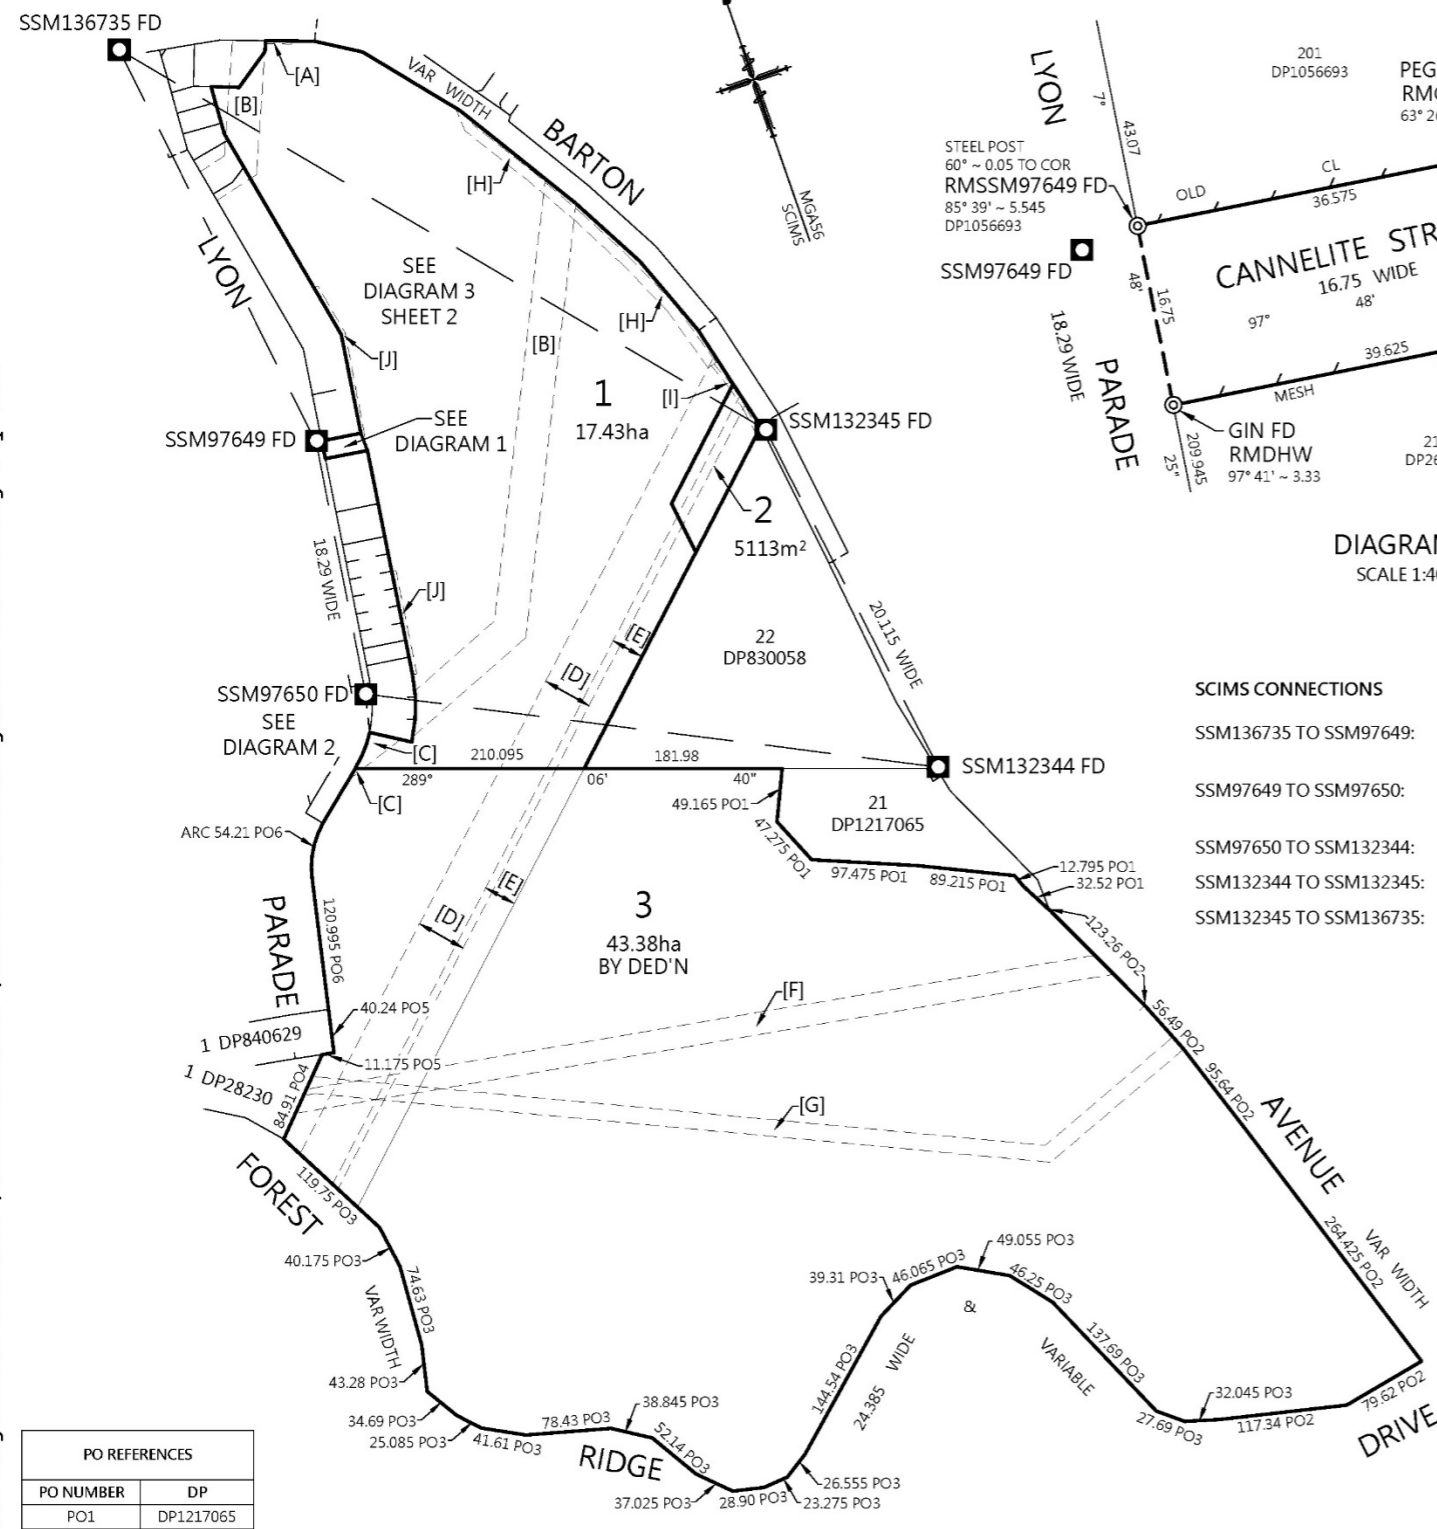 SSM136735 FD
[A]
[B]
VAR WIDTH
BARTON
[H]
MGA56
SCIMS
LYON
7°
43.07
201
DP1056693
PEG
63° 2
STEEL POST
60° ~ 0.05 TO COR
RMSSM97649 FD
85° 39' ~ 5.545
DP1056693
SSM97649 FD
OLD
CL
36.575
CANNELITE STR
16.75 WIDE
48'
97°
48'
16.75
18.29 WIDE
PARADE
39.625
MESH
GIN FD
RMDHW
97° 41' ~ 3.33
209.945
25"
21
DP26
DIAGRAM
SCALE 1:40
LYON
SEE
DIAGRAM 3
SHEET 2
[H]
[J]
[B]
[I]
1
17.43ha
SSM132345 FD
SSM97649 FD
SEE
DIAGRAM 1
2
5113m²
18.29 WIDE
[J]
22
DP830058
20.115 WIDE
[E]
[D]
SSM97650 FD
SEE
DIAGRAM 2
[C]
210.095
181.98
289°
06'
40"
SSM132344 FD
[C]
49.165 PO1
21
DP1217065
47.275 PO1
97.475 PO1
89.215 PO1
12.795 PO1
32.52 PO1
SCIMS CONNECTIONS
SSM136735 TO SSM97649:
SSM97649 TO SSM97650:
SSM97650 TO SSM132344:
SSM132344 TO SSM132345:
SSM132345 TO SSM136735:
ARC 54.21 PO6
PARADE
120.995 PO6
[E]
[D]
3
43.38ha
BY DED'N
123.26 PO2
56.49 PO2
95.64 PO2
[F]
40.24 PO5
1 DP840629
11.175 PO5
1 DP28230
84.91 PO4
[G]
AVENUE
264.425 PO2
VAR WIDTH
FOREST
119.75 PO3
40.175 PO3
74.63 PO3
VAR WIDTH
43.28 PO3
34.69 PO3
25.085 PO3
41.61 PO3
78.43 PO3
38.845 PO3
RIDGE
52.14 PO3
37.025 PO3
28.90 PO3
23.275 PO3
26.555 PO3
144.54 PO3
24.385 WIDE
39.31 PO3
46.065 PO3
49.055 PO3
46.25 PO3
&
VARIABLE
137.69 PO3
27.69 PO3
32.045 PO3
117.34 PO2
79.62 PO2
DRIVE
PO REFERENCES
PO NUMBER DP
PO1 DP1217065